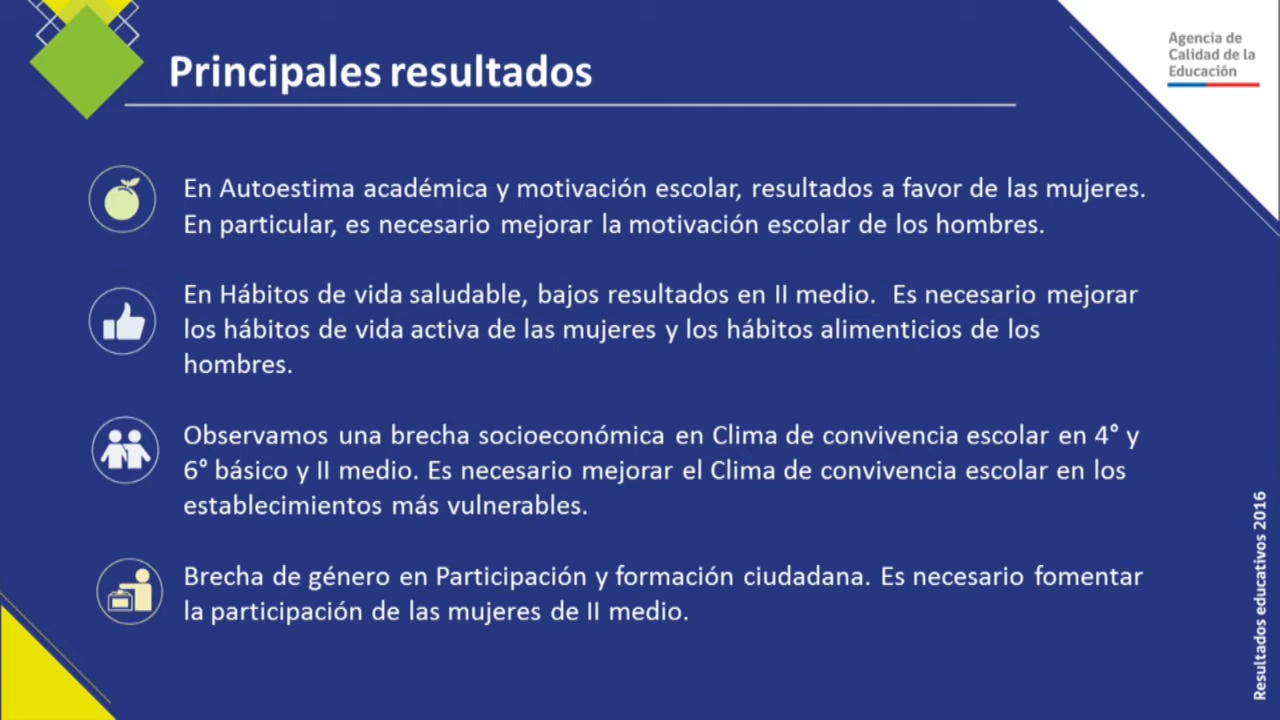 Principales resultados
Agencia de
Calidad de la
Educación
En Autoestima académica y motivación escolar, resultados a favor de las mujeres.
En particular, es necesario mejorar la motivación escolar de los hombres.
En Hábitos de vida saludable, bajos resultados en II medio.  Es necesario mejorar
los hábitos de vida activa de las mujeres y los hábitos alimenticios de los
hombres.
Observamos una brecha socioeconómica en Clima de convivencia escolar en 4° y
6° básico y II medio. Es necesario mejorar el Clima de convivencia escolar en los
establecimientos más vulnerables.
Brecha de género en Participación y formación ciudadana. Es necesario fomentar
la participación de las mujeres de II medio.
Resultados educativos 2016